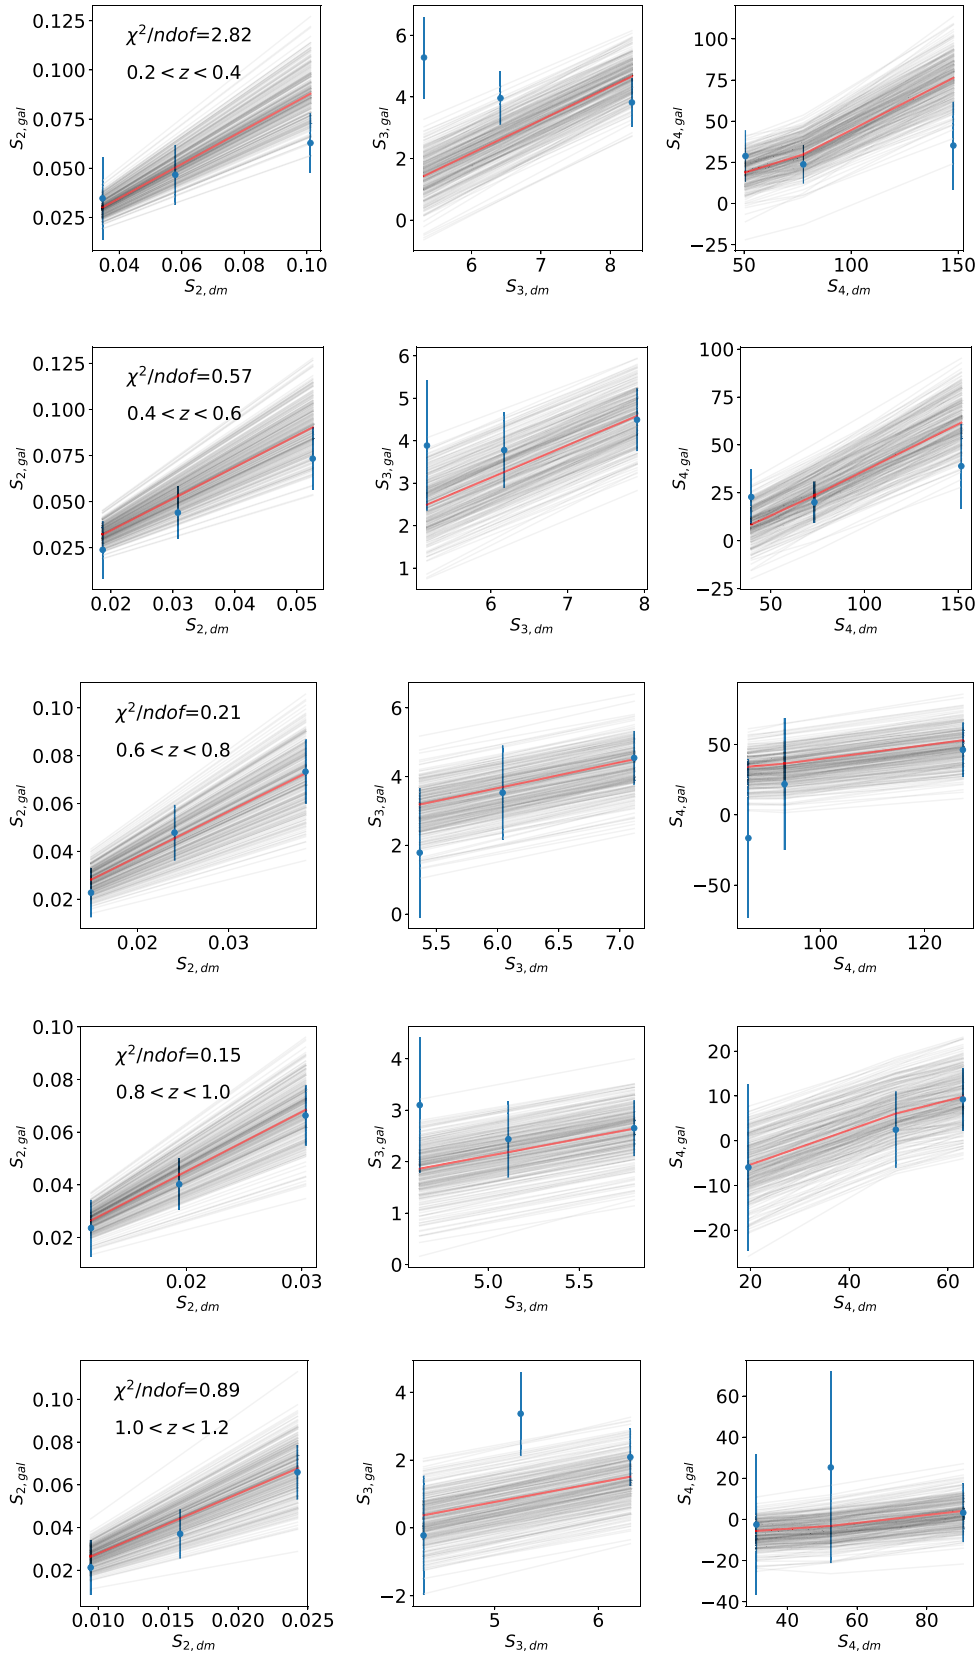 0.125
0.100
0.075
0.050
0.025
S2,gal
χ²/ndof=2.82
0.2 < z < 0.4
0.04 0.06 0.08 0.10
S2,dm
6
4
2
0
S3,gal
6 7 8
S3,dm
100
75
50
25
0
−25
S4,gal
50 100 150
S4,dm
0.125
0.100
0.075
0.050
0.025
S2,gal
χ²/ndof=0.57
0.4 < z < 0.6
0.02 0.03 0.04 0.05
S2,dm
6
5
4
3
2
1
S3,gal
6 7 8
S3,dm
100
75
50
25
0
−25
S4,gal
50 100 150
S4,dm
0.10
0.08
0.06
0.04
0.02
S2,gal
χ²/ndof=0.21
0.6 < z < 0.8
0.02 0.03
S2,dm
6
4
2
0
S3,gal
5.5 6.0 6.5 7.0
S3,dm
50
0
−50
S4,gal
100 120
S4,dm
0.10
0.08
0.06
0.04
0.02
S2,gal
χ²/ndof=0.15
0.8 < z < 1.0
0.02 0.03
S2,dm
4
3
2
1
0
S3,gal
5.0 5.5
S3,dm
20
10
0
−10
−20
S4,gal
20 40 60
S4,dm
0.10
0.08
0.06
0.04
0.02
S2,gal
χ²/ndof=0.89
1.0 < z < 1.2
0.010 0.015 0.020 0.025
S2,dm
4
2
0
−2
S3,gal
5 6
S3,dm
60
40
20
0
−20
−40
S4,gal
40 60 80
S4,dm